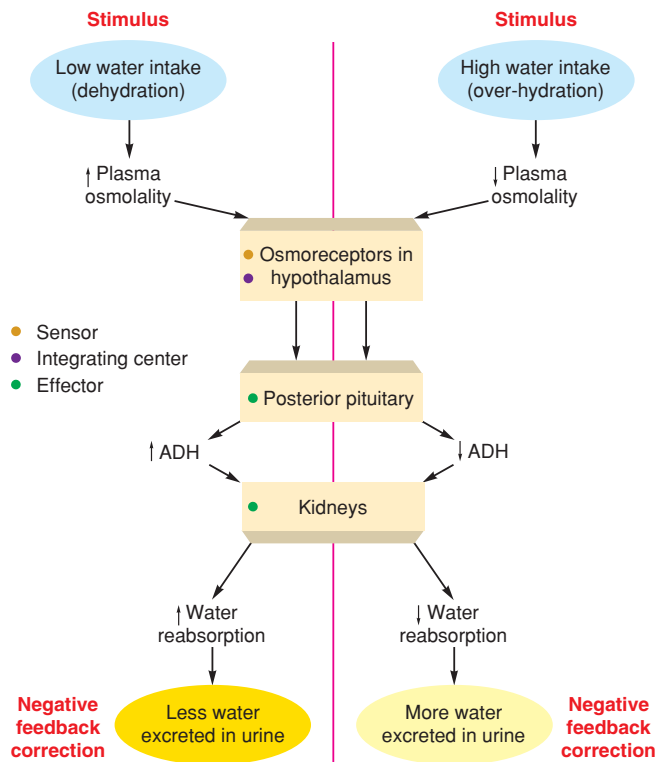 Stimulus
Stimulus
Low water intake
(dehydration)
High water intake
(over-hydration)
↑ Plasma
osmolality
↓ Plasma
osmolality
Osmoreceptors in
hypothalamus
Sensor
Integrating center
Effector
Posterior pituitary
↑ ADH
↓ ADH
Kidneys
↑ Water
reabsorption
↓ Water
reabsorption
Negative
feedback
correction
Less water
excreted in urine
More water
excreted in urine
Negative
feedback
correction